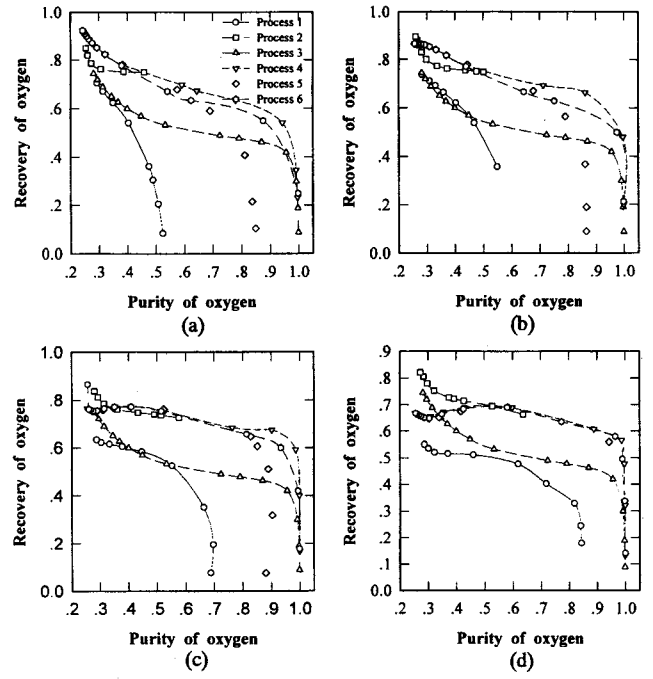 1.0
.8
.6
.4
.2
0.0
Recovery of oxygen
.2 .3 .4 .5 .6 .7 .8 .9 1.0
Purity of oxygen
(a)
Process 1
Process 2
Process 3
Process 4
Process 5
Process 6
1.0
.8
.6
.4
.2
0.0
Recovery of oxygen
.2 .3 .4 .5 .6 .7 .8 .9 1.0
Purity of oxygen
(b)
1.0
.8
.6
.4
.2
0.0
Recovery of oxygen
.2 .3 .4 .5 .6 .7 .8 .9 1.0
Purity of oxygen
(c)
.9
.8
.7
.6
.5
.4
.3
.2
.1
0.0
Recovery of oxygen
.2 .3 .4 .5 .6 .7 .8 .9 1.0
Purity of oxygen
(d)